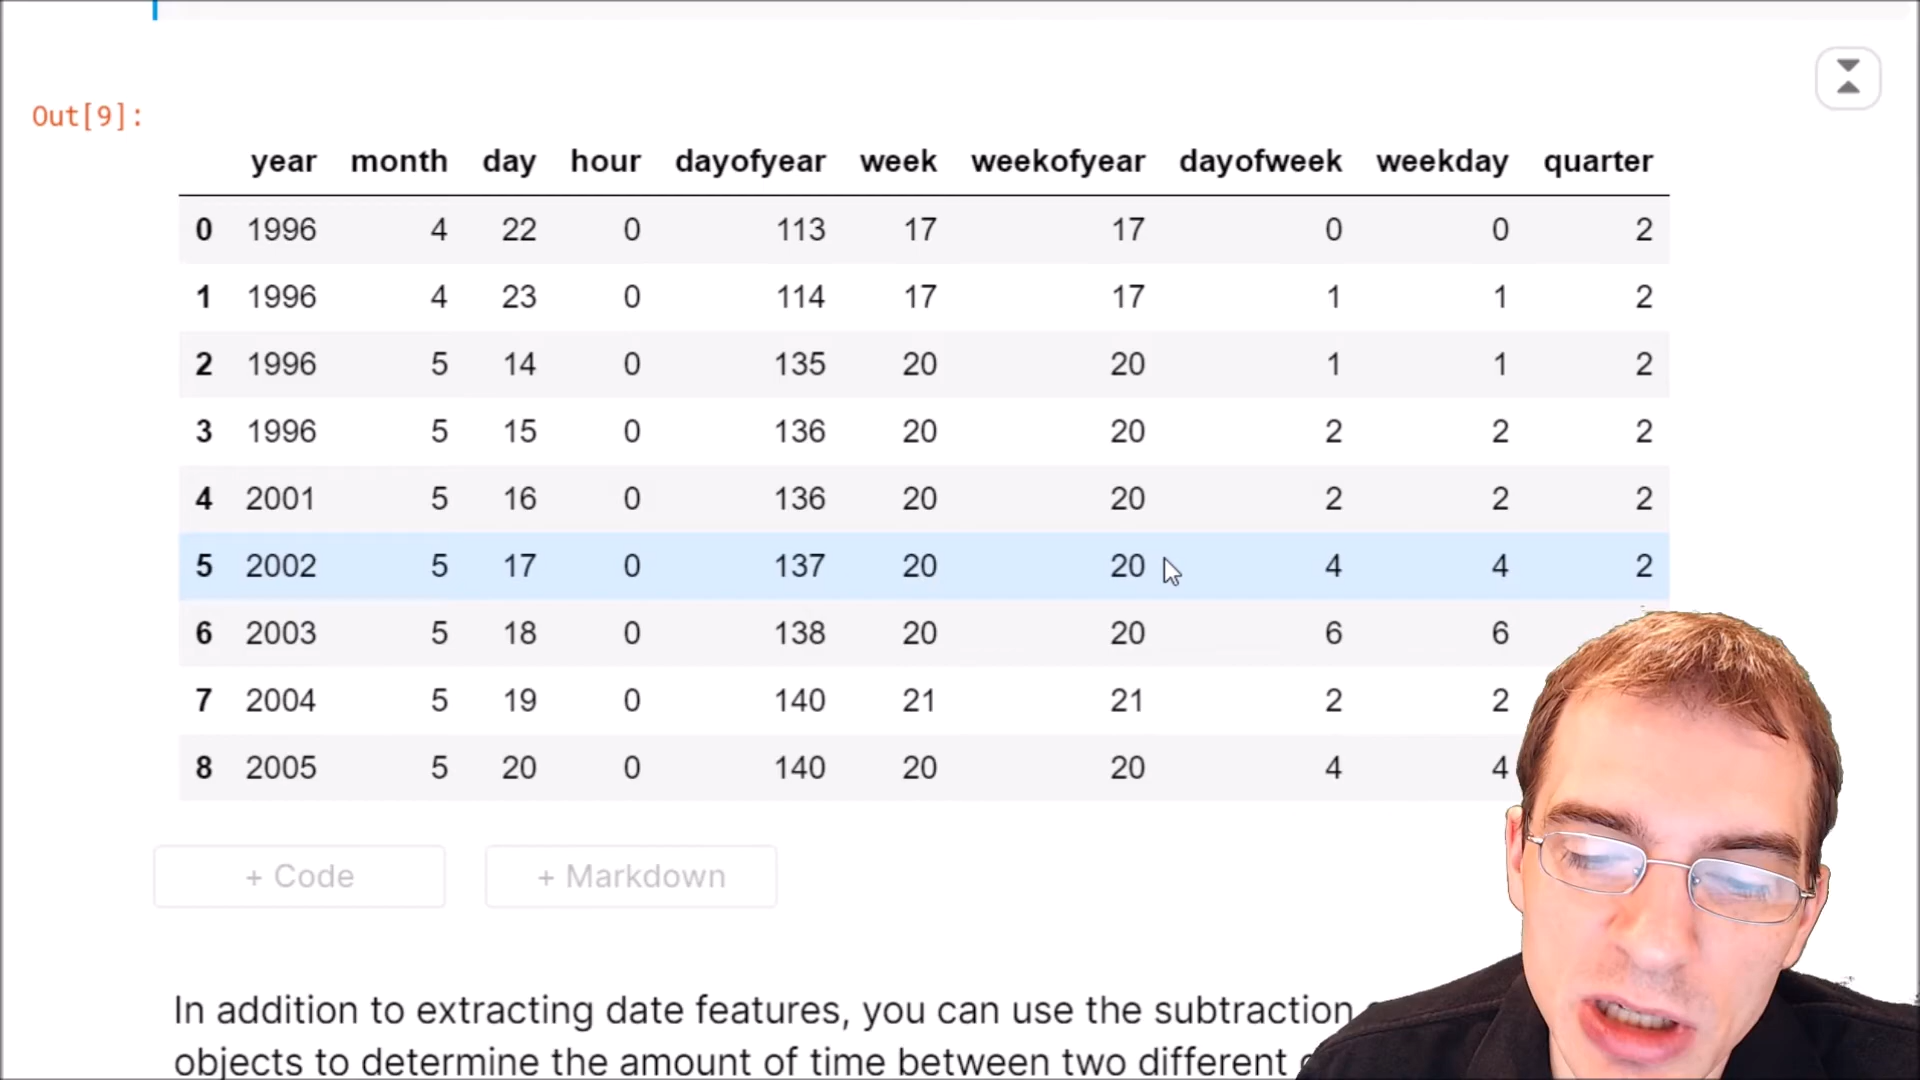 Out[9]:
year month day hour dayofyear week weekofyear dayofweek weekday quarter
0 1996 4 22 0 113 17 17 0 0 2
1 1996 4 23 0 114 17 17 1 1 2
2 1996 5 14 0 135 20 20 1 1 2
3 1996 5 15 0 136 20 20 2 2 2
4 2001 5 16 0 136 20 20 2 2 2
5 2002 5 17 0 137 20 20 4 4 2
6 2003 5 18 0 138 20 20 6 6
7 2004 5 19 0 140 21 21 2 2
8 2005 5 20 0 140 20 20 4 4
+ Code + Markdown
In addition to extracting date features, you can use the subtraction
objects to determine the amount of time between two different